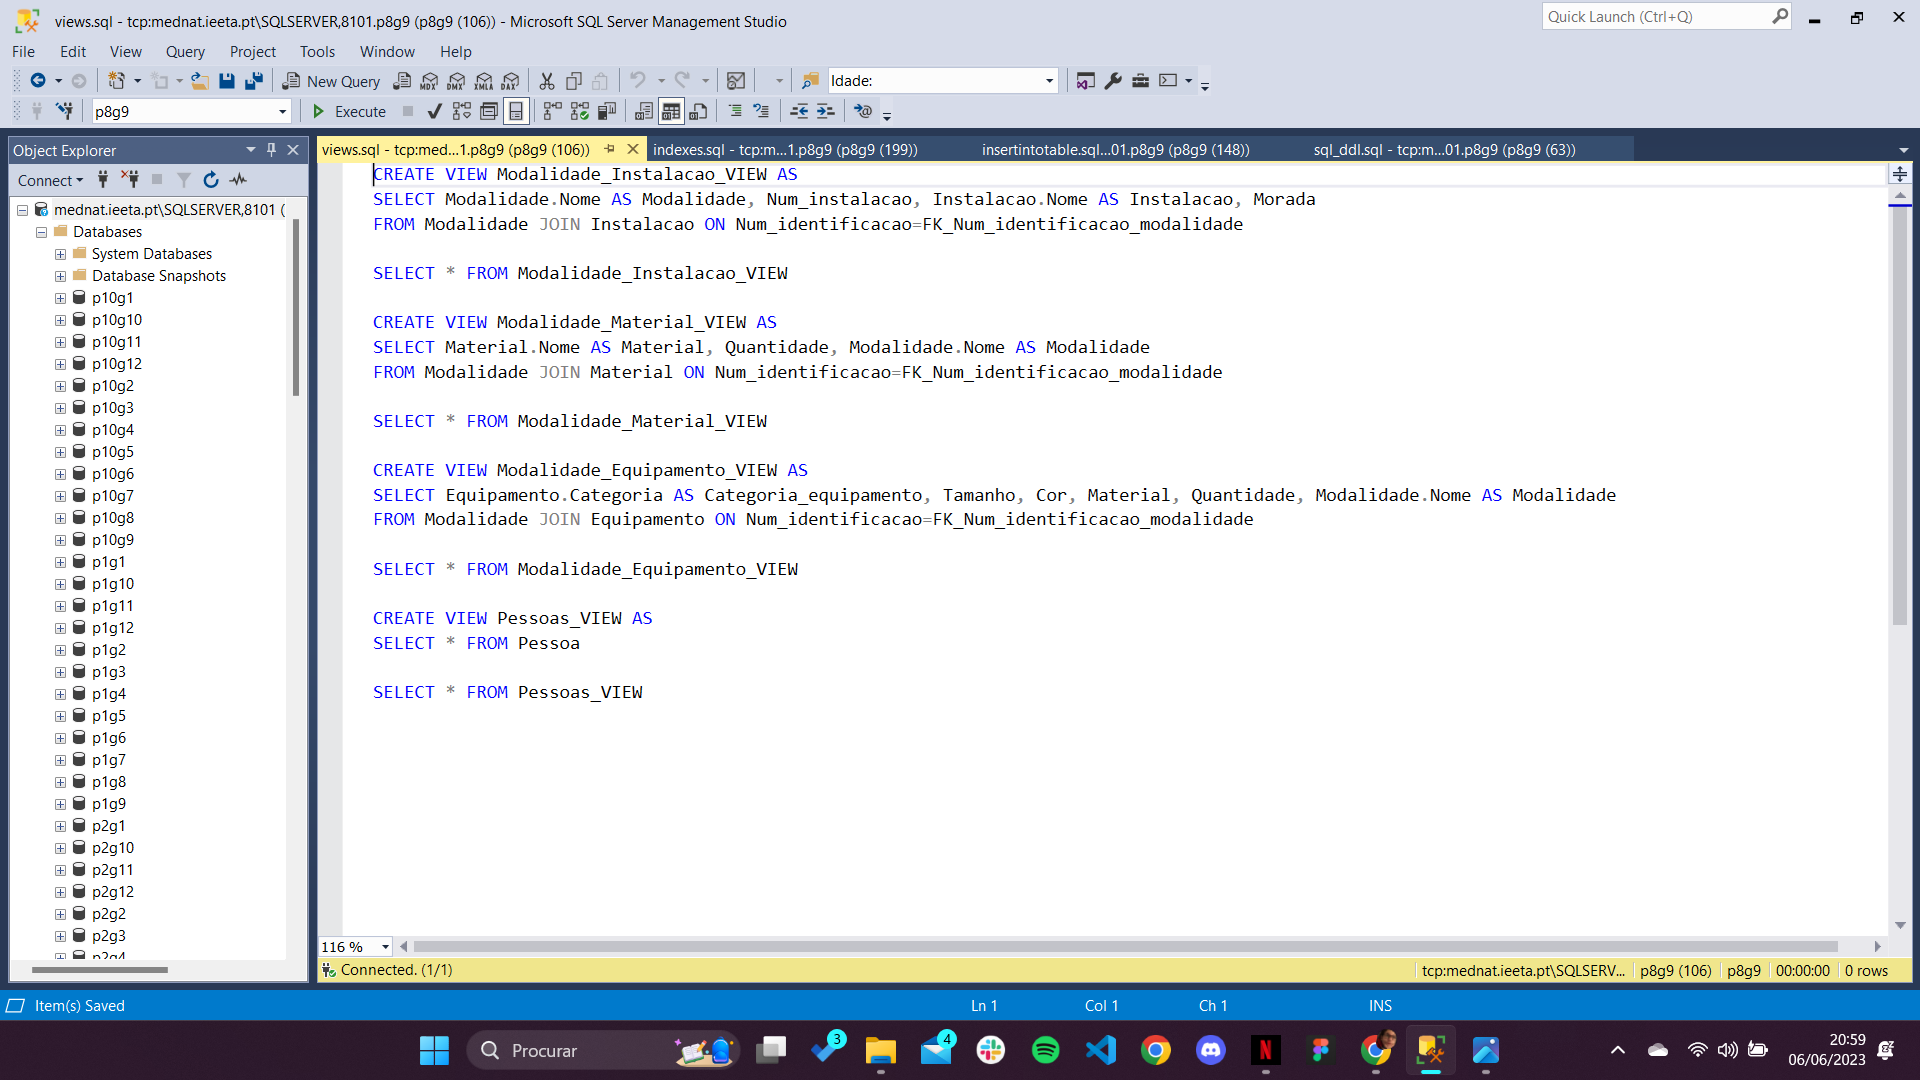 views.sql - tcp:mednat.ieeta.pt\SQLSERVER,8101.p8g9 (p8g9 (106)) - Microsoft SQL Server Management Studio
Quick Launch (Ctrl+Q)
File Edit View Query Project Tools Window Help
New Query MDX DMX XMLA DAX Idade:
p8g9 Execute
Object Explorer
views.sql - tcp:med...1.p8g9 (p8g9 (106)) indexes.sql - tcp:m...1.p8g9 (p8g9 (199)) insertintotable.sql...01.p8g9 (p8g9 (148)) sql_ddl.sql - tcp:m...01.p8g9 (p8g9 (63))
Connect
mednat.ieeta.pt\SQLSERVER,8101 (
Databases
System Databases
Database Snapshots
p10g1
p10g10
p10g11
p10g12
p10g2
p10g3
p10g4
p10g5
p10g6
p10g7
p10g8
p10g9
p1g1
p1g10
p1g11
p1g12
p1g2
p1g3
p1g4
p1g5
p1g6
p1g7
p1g8
p1g9
p2g1
p2g10
p2g11
p2g12
p2g2
p2g3
p2g4
CREATE VIEW Modalidade_Instalacao_VIEW AS
SELECT Modalidade.Nome AS Modalidade, Num_instalacao, Instalacao.Nome AS Instalacao, Morada
FROM Modalidade JOIN Instalacao ON Num_identificacao=FK_Num_identificacao_modalidade
SELECT * FROM Modalidade_Instalacao_VIEW
CREATE VIEW Modalidade_Material_VIEW AS
SELECT Material.Nome AS Material, Quantidade, Modalidade.Nome AS Modalidade
FROM Modalidade JOIN Material ON Num_identificacao=FK_Num_identificacao_modalidade
SELECT * FROM Modalidade_Material_VIEW
CREATE VIEW Modalidade_Equipamento_VIEW AS
SELECT Equipamento.Categoria AS Categoria_equipamento, Tamanho, Cor, Material, Quantidade, Modalidade.Nome AS Modalidade
FROM Modalidade JOIN Equipamento ON Num_identificacao=FK_Num_identificacao_modalidade
SELECT * FROM Modalidade_Equipamento_VIEW
CREATE VIEW Pessoas_VIEW AS
SELECT * FROM Pessoa
SELECT * FROM Pessoas_VIEW
116 %
Connected. (1/1) tcp:mednat.ieeta.pt\SQLSERV... p8g9 (106) p8g9 00:00:00 0 rows
Item(s) Saved Ln 1 Col 1 Ch 1 INS
Procurar 3 4 N
20:59
06/06/2023